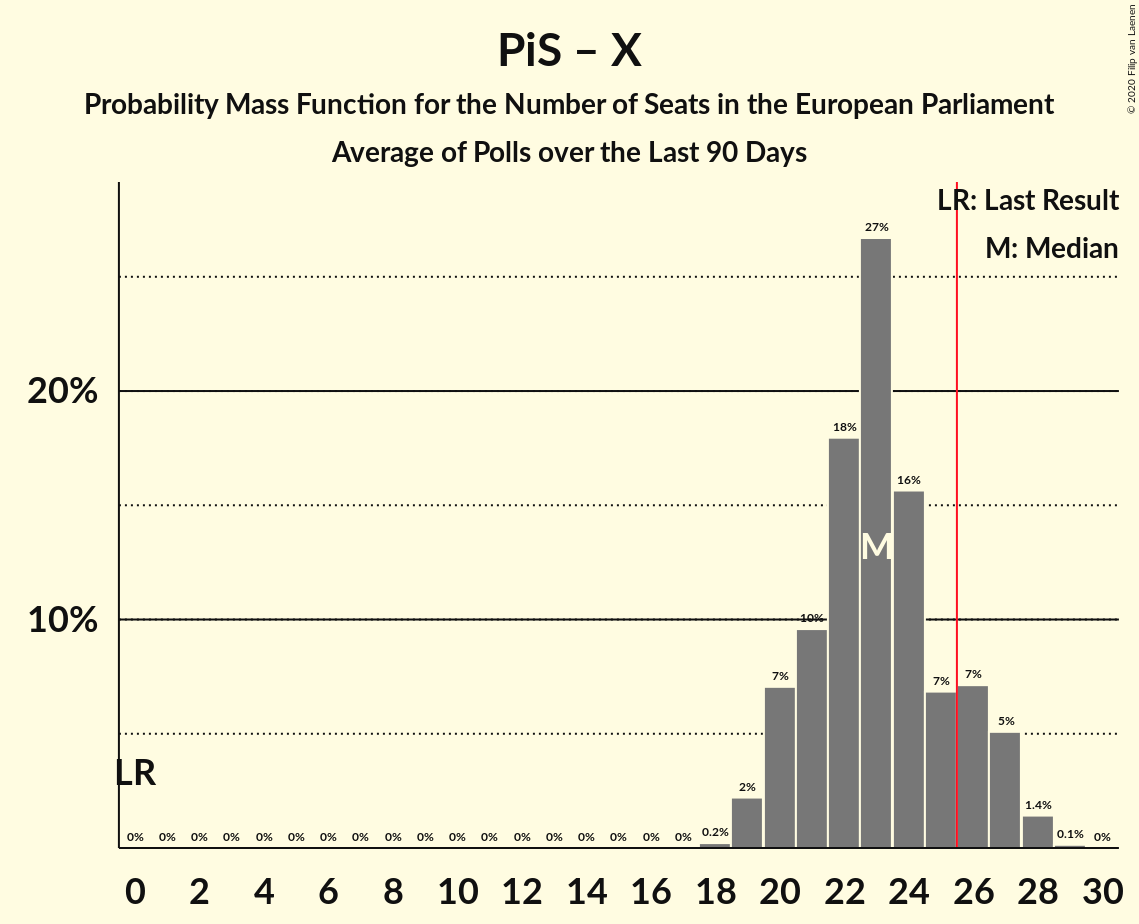 PiS – X
Probability Mass Function for the Number of Seats in the European Parliament
Average of Polls over the Last 90 Days
© 2020 Filip van Laenen
LR: Last Result
M: Median
27%
20%
18%
16%
M
10%
10%
7%
7%
7%
5%
LR
2%
1.4%
0% 0% 0% 0% 0% 0% 0% 0% 0% 0% 0% 0% 0% 0% 0% 0% 0% 0% 0.2% 0.1% 0%
0 2 4 6 8 10 12 14 16 18 20 22 24 26 28 30